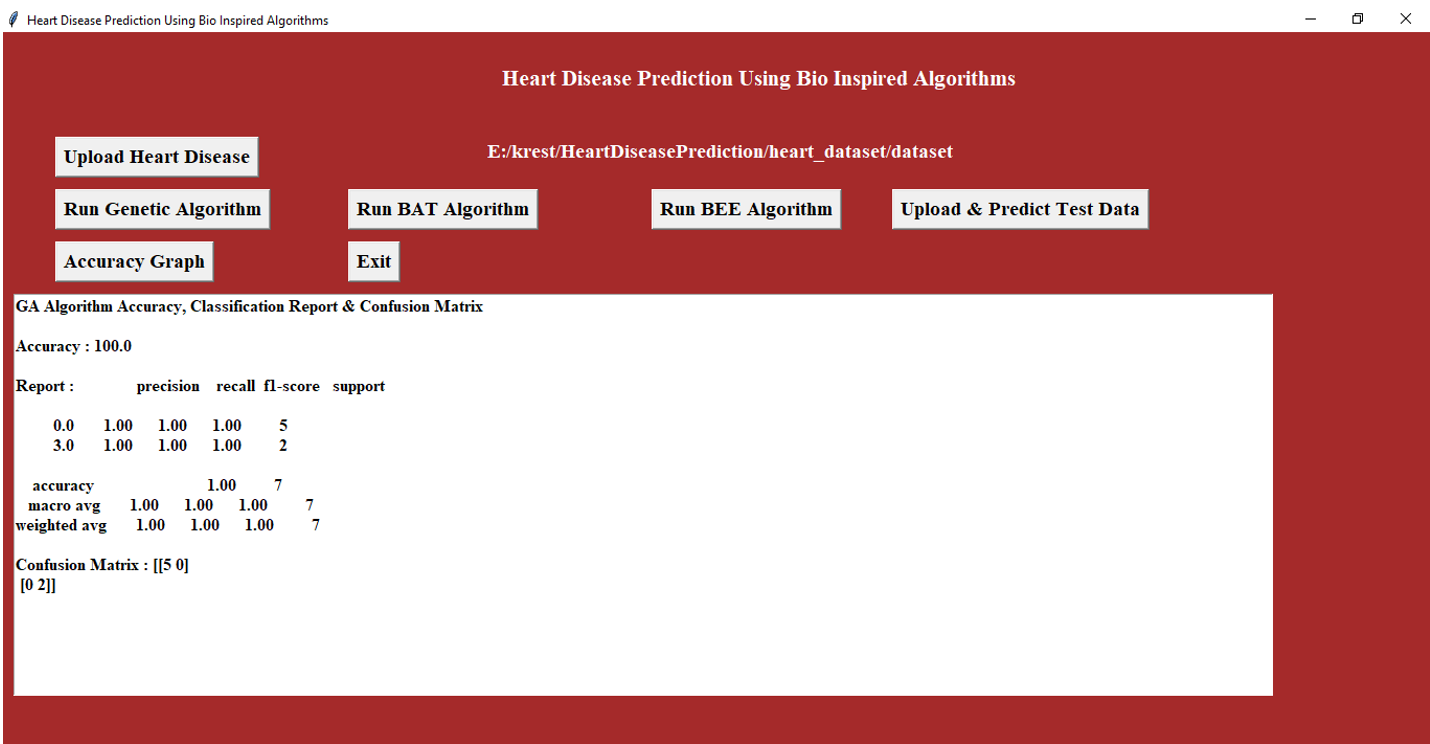 Heart Disease Prediction Using Bio Inspired Algorithms
Heart Disease Prediction Using Bio Inspired Algorithms
Upload Heart Disease
E:/krest/HeartDiseasePrediction/heart_dataset/dataset
Run Genetic Algorithm
Run BAT Algorithm
Run BEE Algorithm
Upload & Predict Test Data
Accuracy Graph
Exit
GA Algorithm Accuracy, Classification Report & Confusion Matrix
Accuracy : 100.0
Report : precision recall f1-score support
0.0 1.00 1.00 1.00 5
3.0 1.00 1.00 1.00 2
accuracy 1.00 7
macro avg 1.00 1.00 1.00 7
weighted avg 1.00 1.00 1.00 7
Confusion Matrix : [[5 0]
[0 2]]